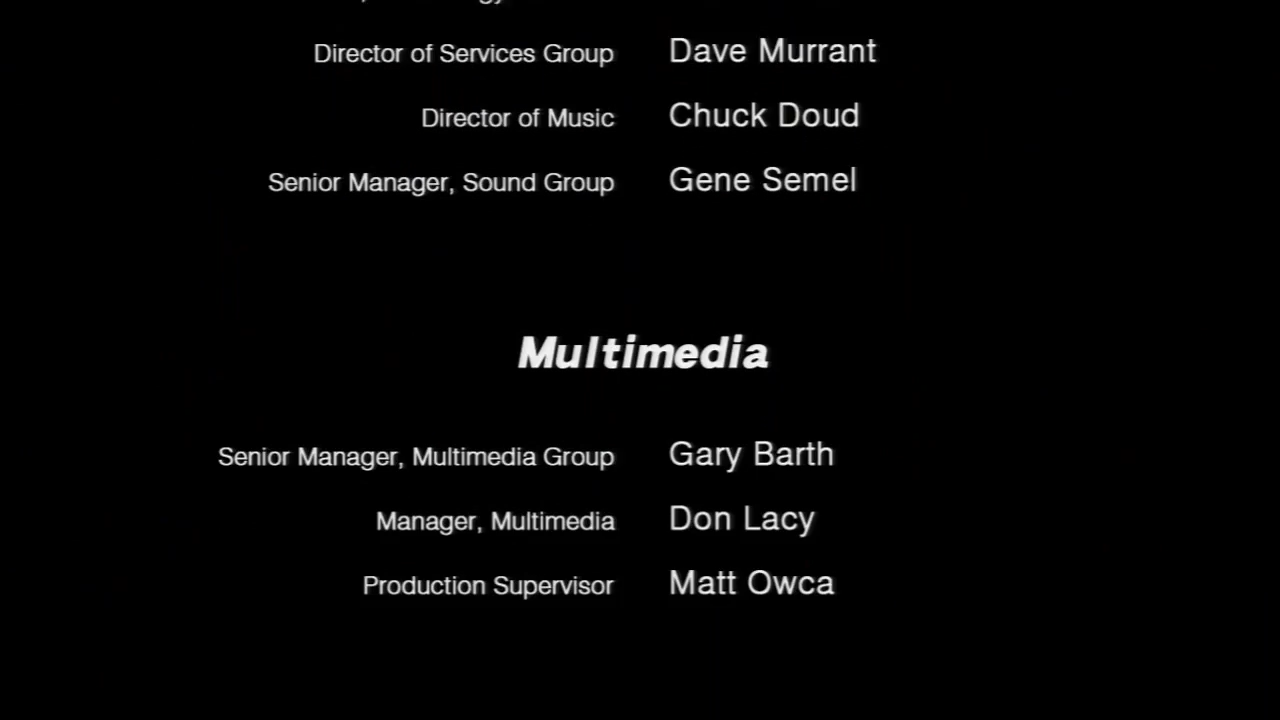 Director of Services Group Dave Murrant
Director of Music Chuck Doud
Senior Manager, Sound Group Gene Semel
Multimedia
Senior Manager, Multimedia Group Gary Barth
Manager, Multimedia Don Lacy
Production Supervisor Matt Owca